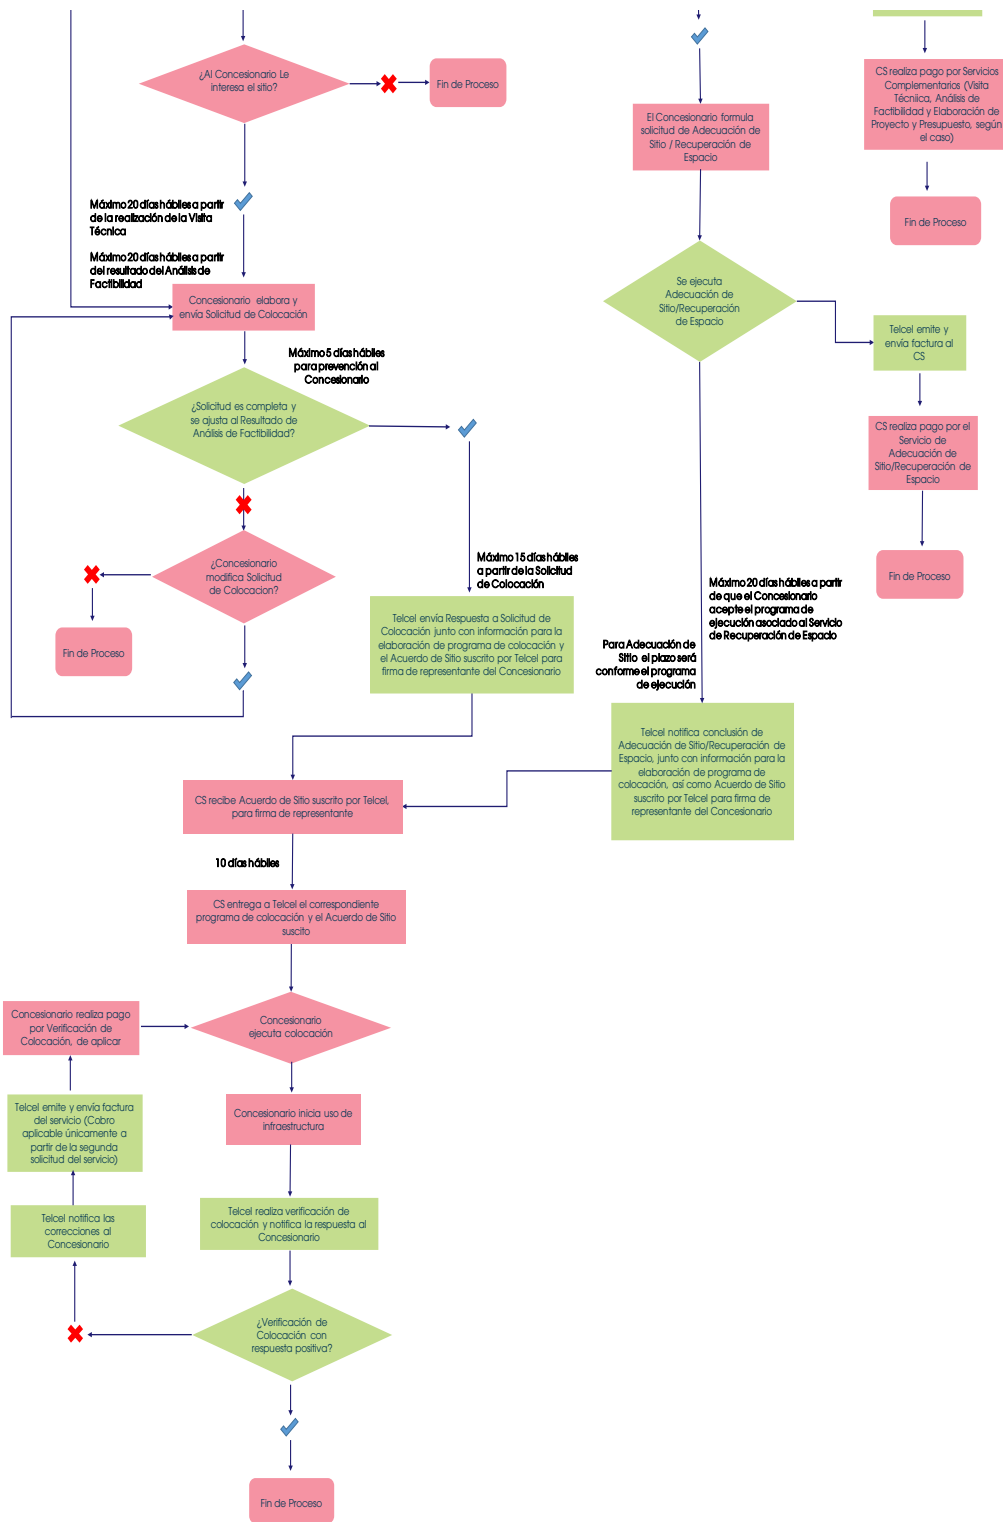 ¿Al Concesionario Le
interesa el sitio?
Fin de Proceso
Máximo 20 días hábiles a partir
de la realización de la Visita
Técnica
Máximo 20 días hábiles a partir
del resultado del Análisis de
Factibilidad
Concesionario elabora y
envía Solicitud de Colocación
Máximo 5 días hábiles
para prevención al
Concesionario
¿Solicitud es completa y
se ajusta al Resultado de
Análisis de Factibilidad?
¿Concesionario
modifica Solicitud
de Colocacion?
Fin de Proceso
Máximo 15 días hábiles
a partir de la Solicitud
de Colocación
Telcel envía Respuesta a Solicitud de
Colocación junto con información para la
elaboración de programa de colocación y
el Acuerdo de Sitio suscrito por Telcel para
firma de representante del Concesionario
El Concesionario formula
solicitud de Adecuación de
Sitio / Recuperación de
Espacio
Se ejecuta
Adecuación de
Sitio/Recuperación
de Espacio
CS realiza pago por Servicios
Complementarios (Visita
Técniica, Análisis de
Factibilidad y Elaboración de
Proyecto y Presupuesto, según
el caso)
Fin de Proceso
Telcel emite y
envía factura al
CS
CS realiza pago por el
Servicio de
Adecuación de
Sitio/Recuperación de
Espacio
Fin de Proceso
Máximo 20 días hábiles a partir
de que el Concesionario
acepte el programa de
ejecución asociado al Servicio
de Recuperación de Espacio
Para Adecuación de
Sitio el plazo será
conforme el programa
de ejecución
Telcel notifica conclusión de
Adecuación de Sitio/Recuperación de
Espacio, junto con información para la
elaboración de programa de
colocación, así como Acuerdo de Sitio
suscrito por Telcel para firma de
representante del Concesionario
CS recibe Acuerdo de Sitio suscrito por Telcel,
para firma de representante
10 días hábiles
CS entrega a Telcel el correspondiente
programa de colocación y el Acuerdo de Sitio
suscito
Concesionario
ejecuta colocación
Concesionario realiza pago
por Verificación de
Colocación, de aplicar
Telcel emite y envía factura
del servicio (Cobro
aplicable únicamente a
partir de la segunda
solicitud del servicio)
Telcel notifica las
correcciones al
Concesionario
Concesionario inicia uso de
infraestructura
Telcel realiza verificación de
colocación y notifica la respuesta al
Concesionario
¿Verificación de
Colocación con
respuesta positiva?
Fin de Proceso